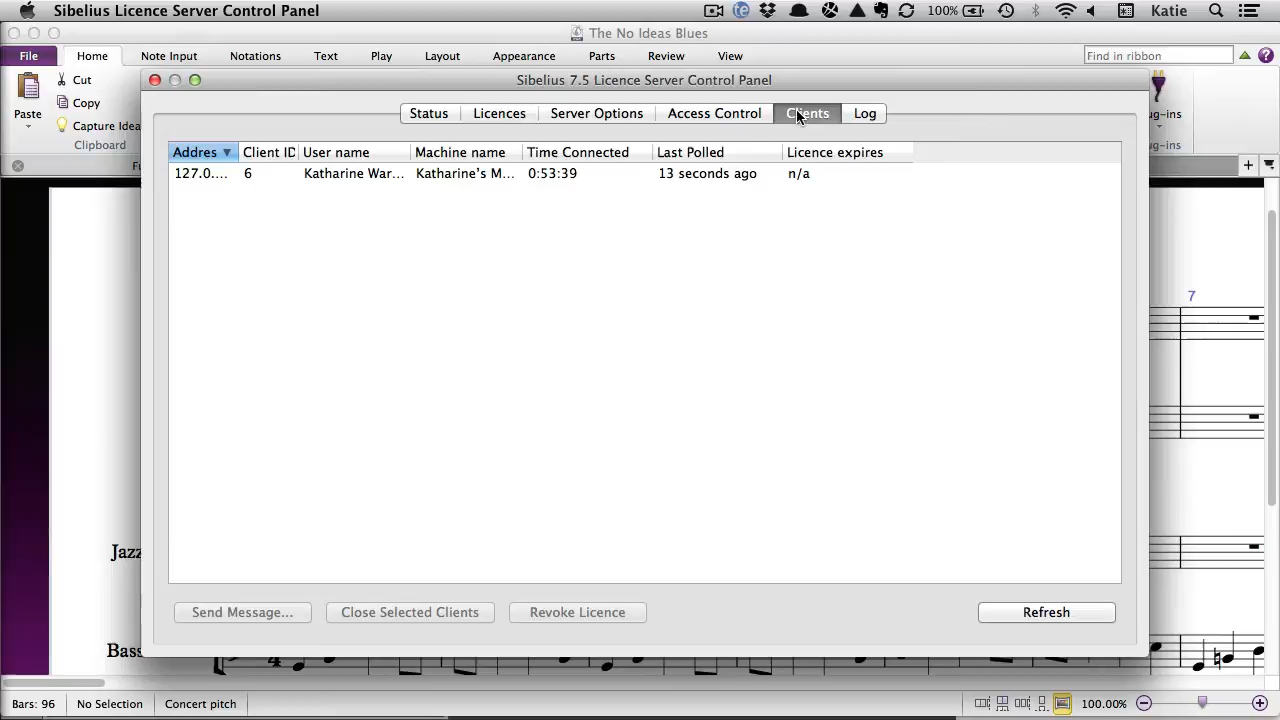 Sibelius Licence Server Control Panel 100% Katie
The No Ideas Blues
File Home Note Input Notations Text Play Layout Appearance Parts Review View Find in ribbon
Sibelius 7.5 Licence Server Control Panel
Cut
Copy
Paste
Capture Idea
Clipboard
ug-ins
ug-ins
Status Licences Server Options Access Control Clients Log
Addres Client ID User name Machine name Time Connected Last Polled Licence expires
127.0.... 6 Katharine War... Katharine's M... 0:53:39 13 seconds ago n/a
7
Jazz
Bass
Send Message... Close Selected Clients Revoke Licence Refresh
Bars: 96 No Selection Concert pitch 100.00%